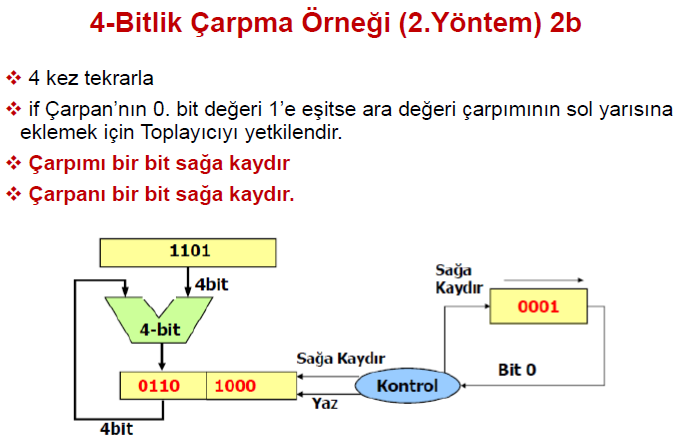 4-Bitlik Çarpma Örneği (2.Yöntem) 2b
❖ 4 kez tekrarla
❖ if Çarpan’nın 0. bit değeri 1’e eşitse ara değeri çarpımının sol yarısına
eklemek için Toplayıcıyı yetkilendir.
❖ Çarpımı bir bit sağa kaydır
❖ Çarpanı bir bit sağa kaydır.
1101
4bit
4-bit
0110 1000
4bit
Sağa Kaydır
Yaz
Kontrol
Sağa
Kaydır
0001
Bit 0